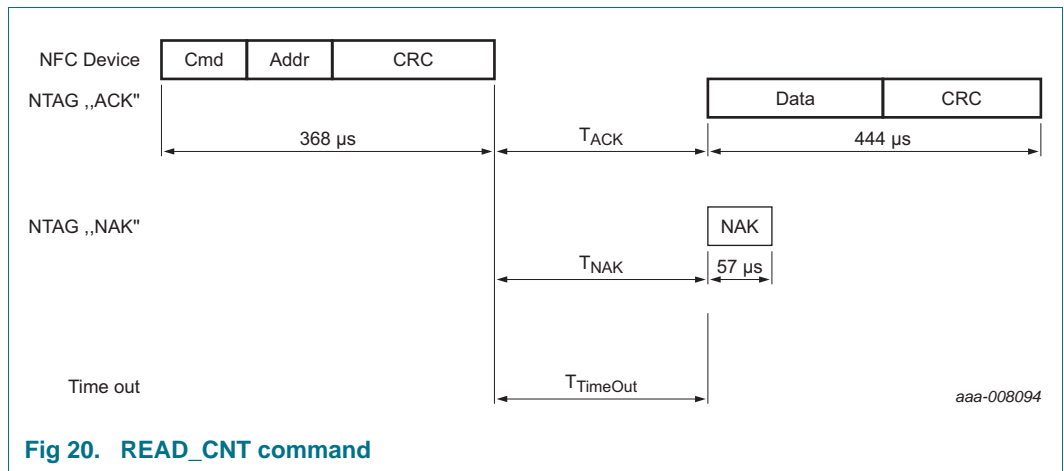 NFC Device Cmd Addr CRC
NTAG ,,ACK" Data CRC
368 µs TACK 444 µs
NTAG ,,NAK" NAK
TNAK 57 µs
Time out TTimeOut aaa-008094
Fig 20. READ_CNT command